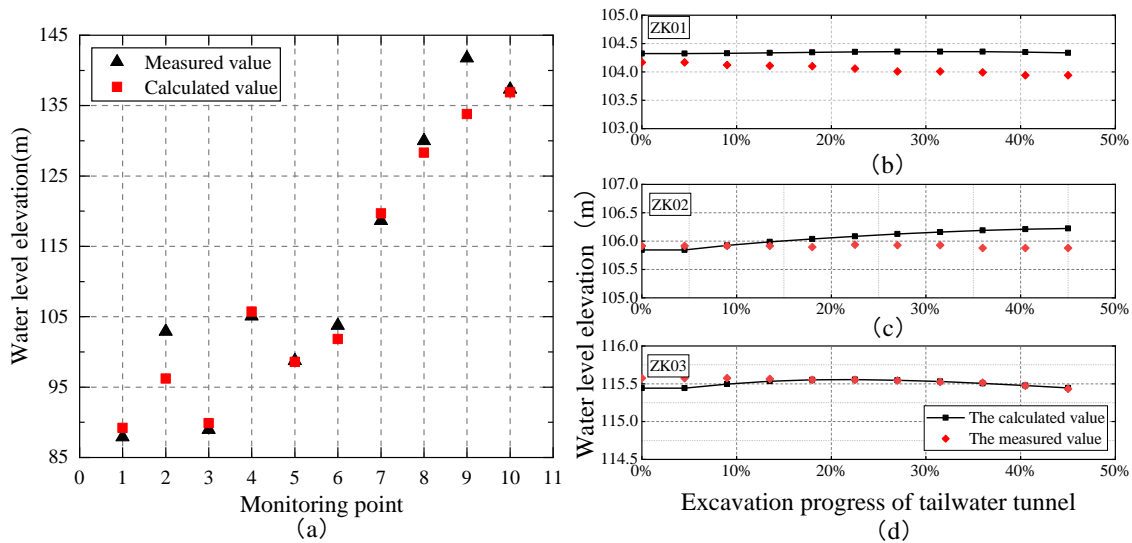 145
135
125
115
105
95
85
Water level elevation(m)
Measured value
Calculated value
0 1 2 3 4 5 6 7 8 9 10 11
Monitoring point
(a)
105.0
104.5
104.0
103.5
103.0
ZK01
0% 10% 20% 30% 40% 50%
(b)
107.0
106.5
106.0
105.5
105.0
ZK02
0% 10% 20% 30% 40% 50%
(c)
Water level elevation (m)
116.0
115.5
115.0
114.5
ZK03
The calculated value
The measured value
0% 10% 20% 30% 40% 50%
Excavation progress of tailwater tunnel
(d)